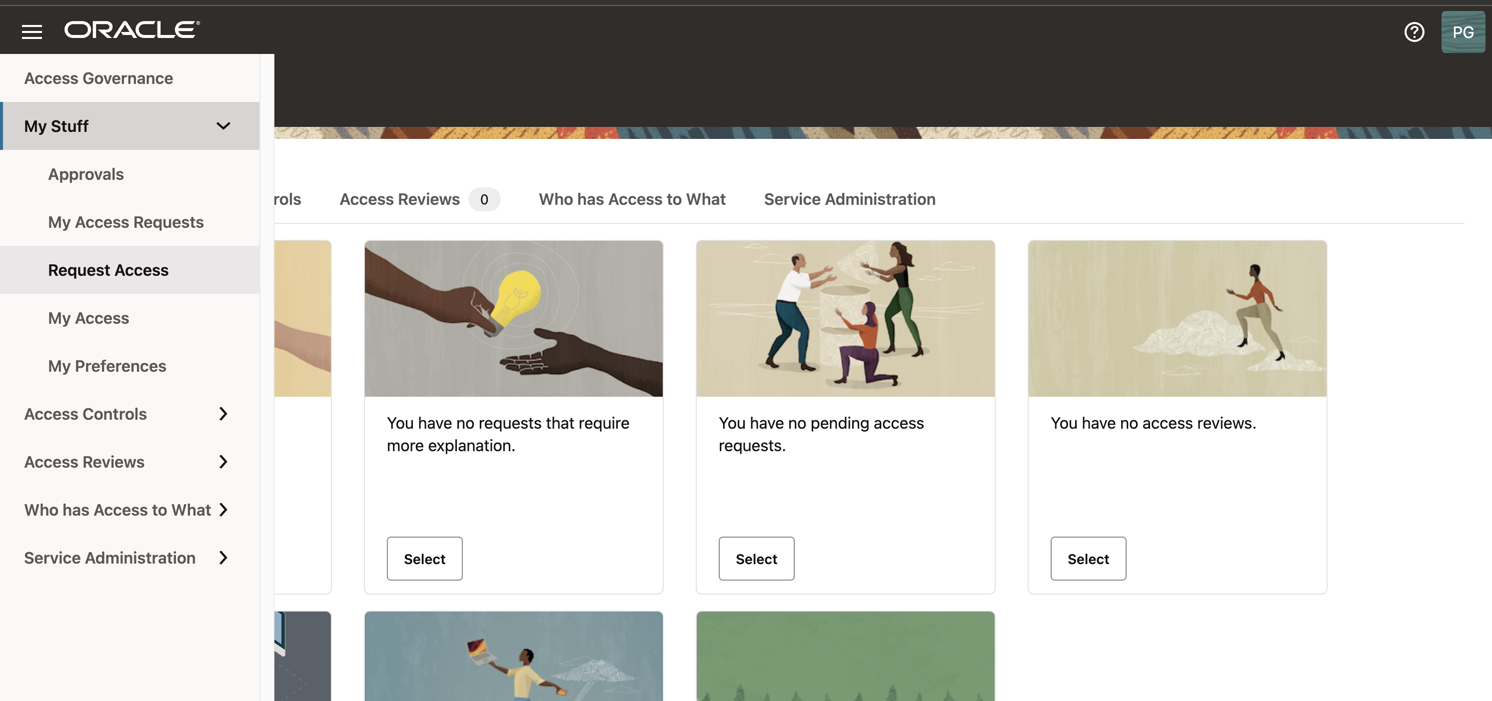 ORACLE
PG
Access Governance
My Stuff
Approvals
My Access Requests
Request Access
My Access
My Preferences
Access Controls
Access Reviews
Who has Access to What
Service Administration
rols
Access Reviews 0
Who has Access to What
Service Administration
You have no requests that require
more explanation.
Select
You have no pending access
requests.
Select
You have no access reviews.
Select